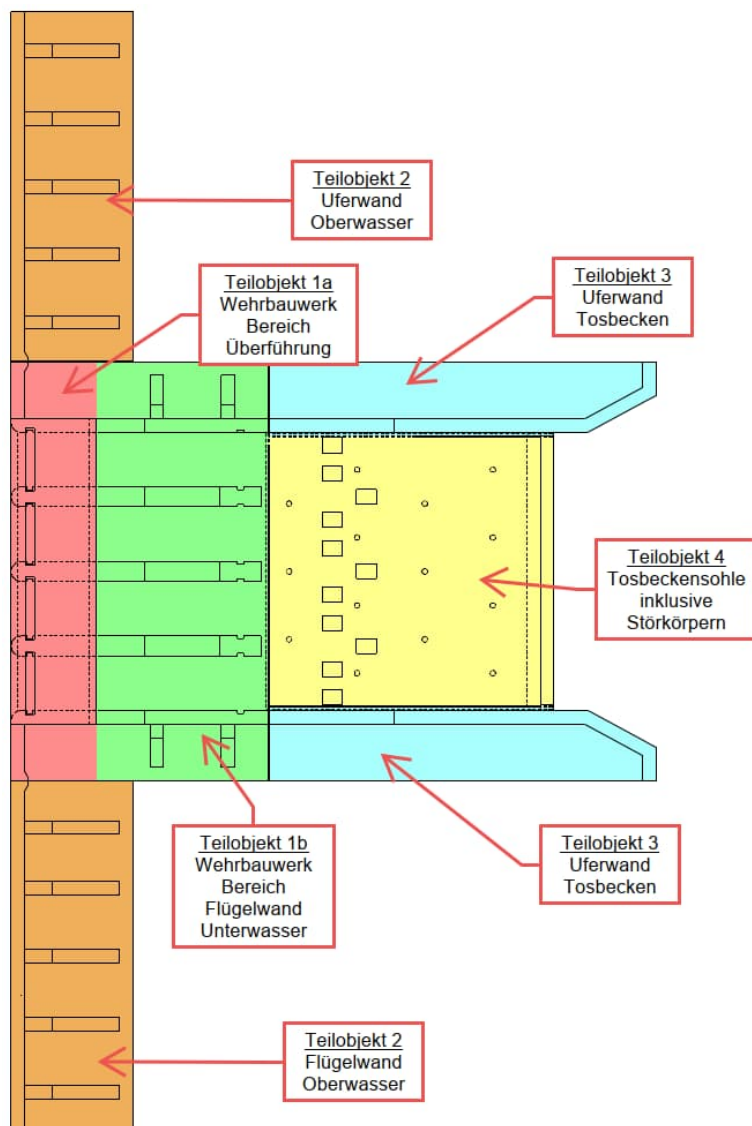 Teilobjekt 2
Uferwand
Oberwasser
Teilobjekt 1a
Wehrbauwerk
Bereich
Überführung
Teilobjekt 3
Uferwand
Tosbecken
Teilobjekt 4
Tosbeckensohle
inklusive
Störkörpern
Teilobjekt 1b
Wehrbauwerk
Bereich
Flügelwand
Unterwasser
Teilobjekt 3
Uferwand
Tosbecken
Teilobjekt 2
Flügelwand
Oberwasser